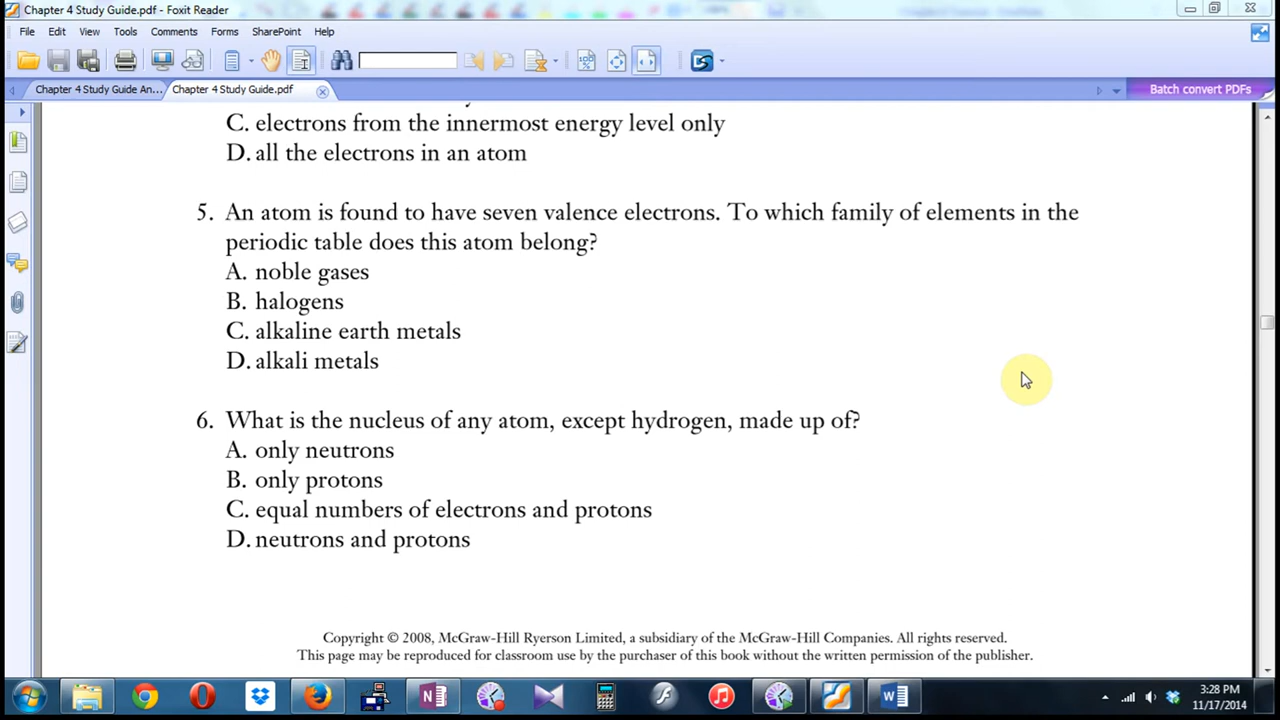 Chapter 4 Study Guide.pdf - Foxit Reader
File Edit View Tools Comments Forms SharePoint Help
Chapter 4 Study Guide An... Chapter 4 Study Guide.pdf Batch convert PDFs
C. electrons from the innermost energy level only
D. all the electrons in an atom
5. An atom is found to have seven valence electrons. To which family of elements in the
periodic table does this atom belong?
A. noble gases
B. halogens
C. alkaline earth metals
D. alkali metals
6. What is the nucleus of any atom, except hydrogen, made up of?
A. only neutrons
B. only protons
C. equal numbers of electrons and protons
D. neutrons and protons
Copyright © 2008, McGraw-Hill Ryerson Limited, a subsidiary of the McGraw-Hill Companies. All rights reserved.
This page may be reproduced for classroom use by the purchaser of this book without the written permission of the publisher.
3:28 PM
11/17/2014